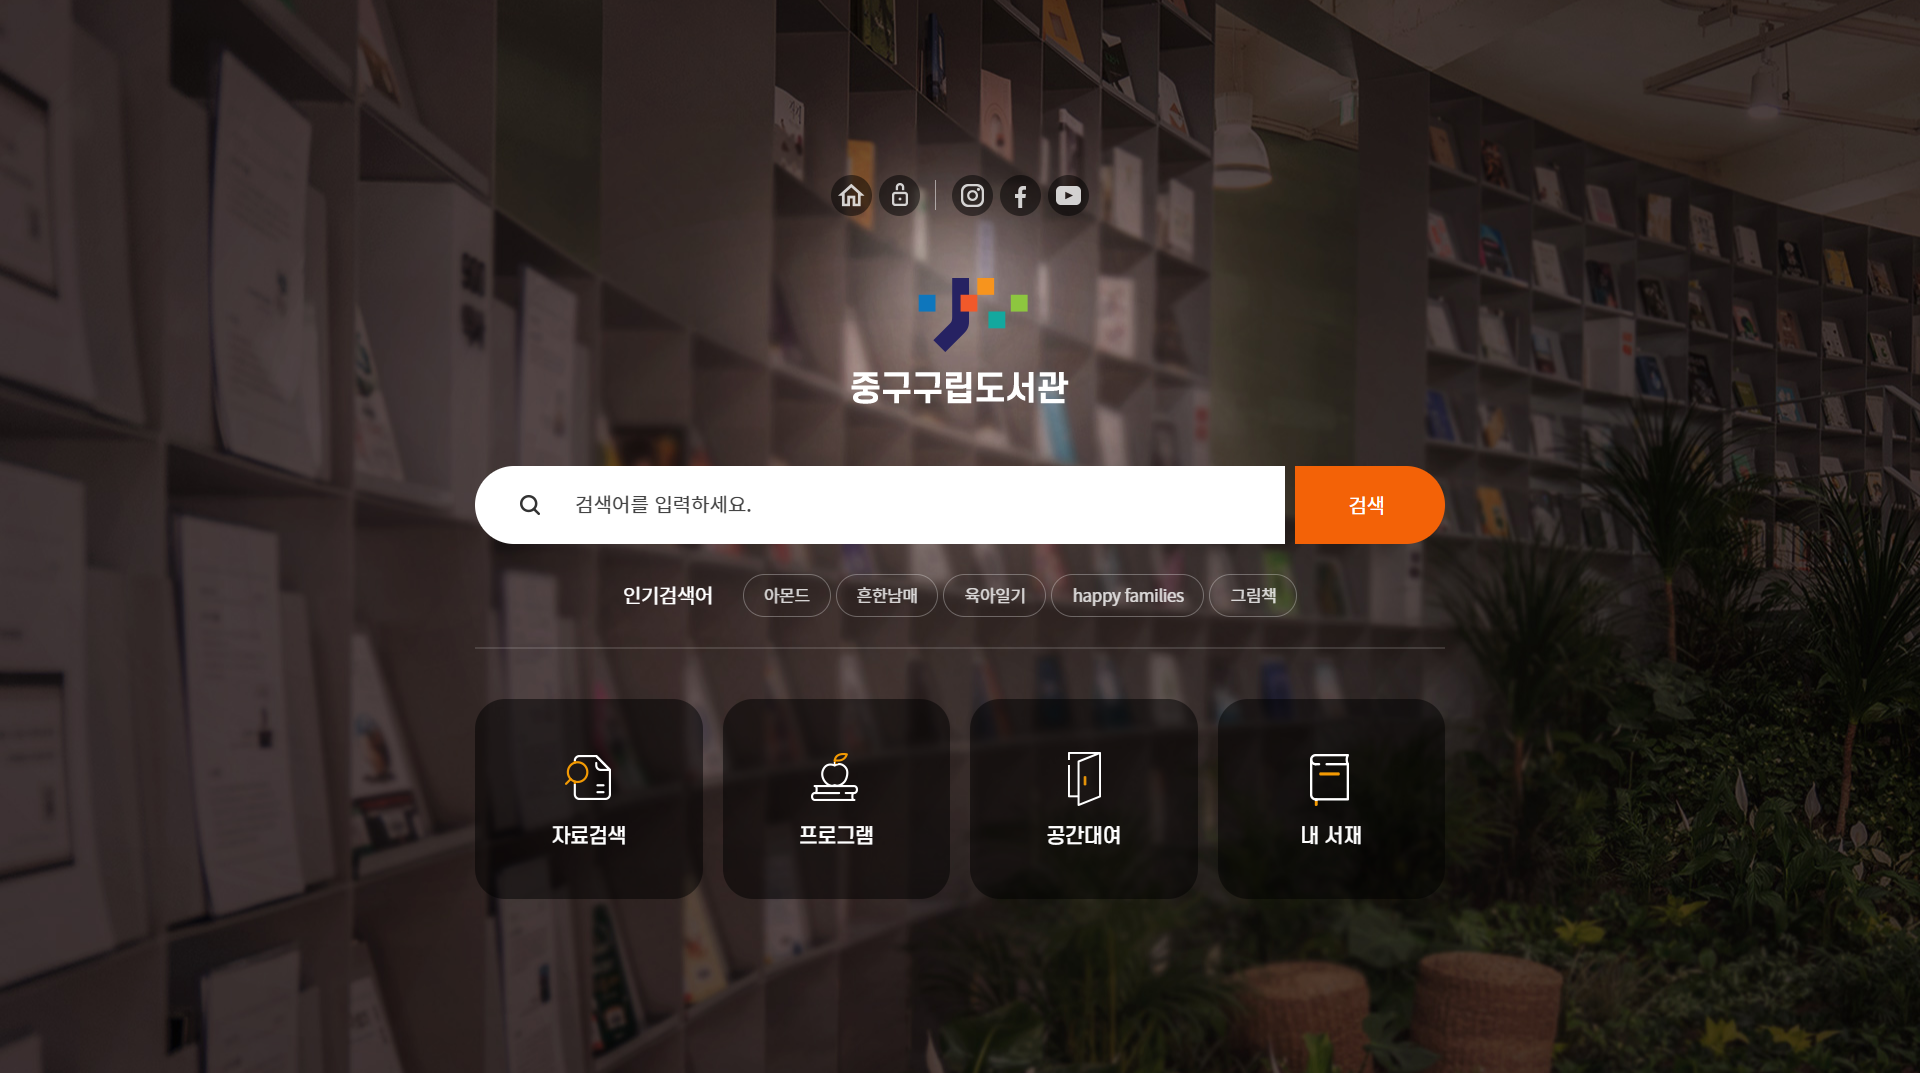 중구구립도서관
검색어를 입력하세요.
검색
인기검색어
아몬드
흔한남매
육아일기
happy families
그림책
자료검색
프로그램
공간대여
내 서재